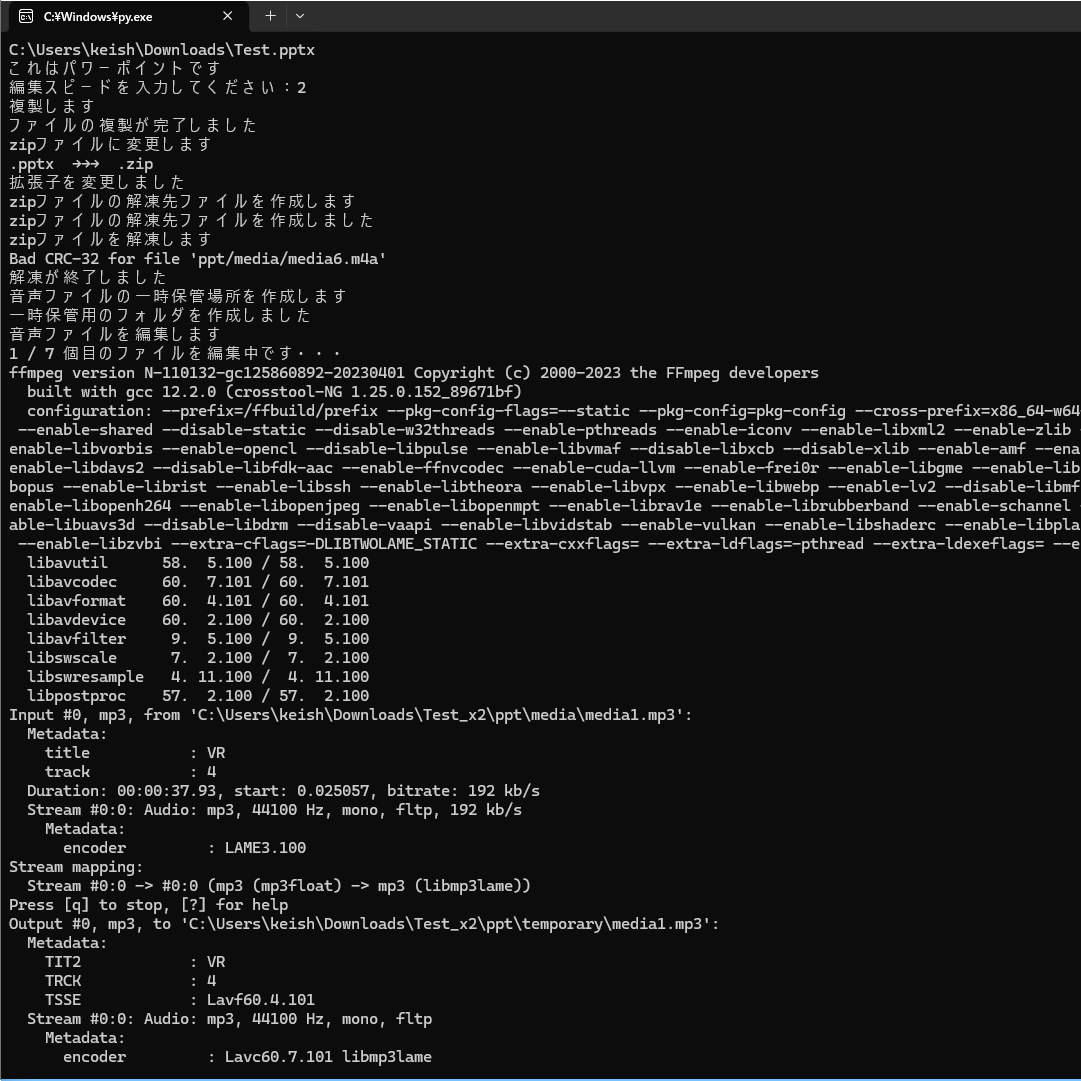 C:¥Windows¥py.exe
C:\Users\keish\Downloads\Test.pptx
これはパワーポイントです
編集スピードを入力してください：2
複製します
ファイルの複製が完了しました
zipファイルに変更します
.pptx  →→→  .zip
拡張子を変更しました
zipファイルの解凍先ファイルを作成します
zipファイルの解凍先ファイルを作成しました
zipファイルを解凍します
Bad CRC-32 for file 'ppt/media/media6.m4a'
解凍が終了しました
音声ファイルの一時保管場所を作成します
一時保管用のフォルダを作成しました
音声ファイルを編集します
1 / 7 個目のファイルを編集中です・・・
ffmpeg version N-110132-gc125860892-20230401 Copyright (c) 2000-2023 the FFmpeg developers
  built with gcc 12.2.0 (crosstool-NG 1.25.0.152_89671bf)
  configuration: --prefix=/ffbuild/prefix --pkg-config-flags=--static --pkg-config=pkg-config --cross-prefix=x86_64-w64
 --enable-shared --disable-static --disable-w32threads --enable-pthreads --enable-iconv --enable-libxml2 --enable-zlib -
enable-libvorbis --enable-opencl --disable-libpulse --enable-libvmaf --disable-libxcb --disable-xlib --enable-amf --ena
enable-libdavs2 --disable-libfdk-aac --enable-ffnvcodec --enable-cuda-llvm --enable-frei0r --enable-libgme --enable-lib
bopus --enable-librist --enable-libssh --enable-libtheora --enable-libvpx --enable-libwebp --enable-lv2 --disable-libmf
enable-libopenh264 --enable-libopenjpeg --enable-libopenmpt --enable-librav1e --enable-librubberband --enable-schannel -
able-libuavs3d --disable-libdrm --disable-vaapi --enable-libvidstab --enable-vulkan --enable-libshaderc --enable-libpla
 --enable-libzvbi --extra-cflags=-DLIBTWOLAME_STATIC --extra-cxxflags= --extra-ldflags=-pthread --extra-ldexeflags= --e
  libavutil      58.  5.100 / 58.  5.100
  libavcodec     60.  7.101 / 60.  7.101
  libavformat    60.  4.101 / 60.  4.101
  libavdevice    60.  2.100 / 60.  2.100
  libavfilter     9.  5.100 /  9.  5.100
  libswscale      7.  2.100 /  7.  2.100
  libswresample   4. 11.100 /  4. 11.100
  libpostproc    57.  2.100 / 57.  2.100
Input #0, mp3, from 'C:\Users\keish\Downloads\Test_x2\ppt\media\media1.mp3':
  Metadata:
    title           : VR
    track           : 4
  Duration: 00:00:37.93, start: 0.025057, bitrate: 192 kb/s
  Stream #0:0: Audio: mp3, 44100 Hz, mono, fltp, 192 kb/s
    Metadata:
      encoder         : LAME3.100
Stream mapping:
  Stream #0:0 -> #0:0 (mp3 (mp3float) -> mp3 (libmp3lame))
Press [q] to stop, [?] for help
Output #0, mp3, to 'C:\Users\keish\Downloads\Test_x2\ppt\temporary\media1.mp3':
  Metadata:
    TIT2            : VR
    TRCK            : 4
    TSSE            : Lavf60.4.101
  Stream #0:0: Audio: mp3, 44100 Hz, mono, fltp
    Metadata:
      encoder         : Lavc60.7.101 libmp3lame